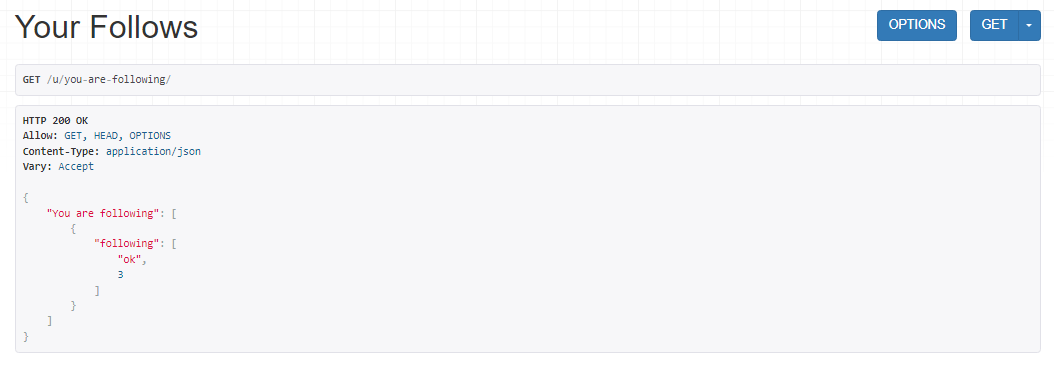 Your Follows
OPTIONS
GET
GET /u/you-are-following/
HTTP 200 OK
Allow: GET, HEAD, OPTIONS
Content-Type: application/json
Vary: Accept
{
    "You are following": [
        {
            "following": [
                "ok",
                3
            ]
        }
    ]
}